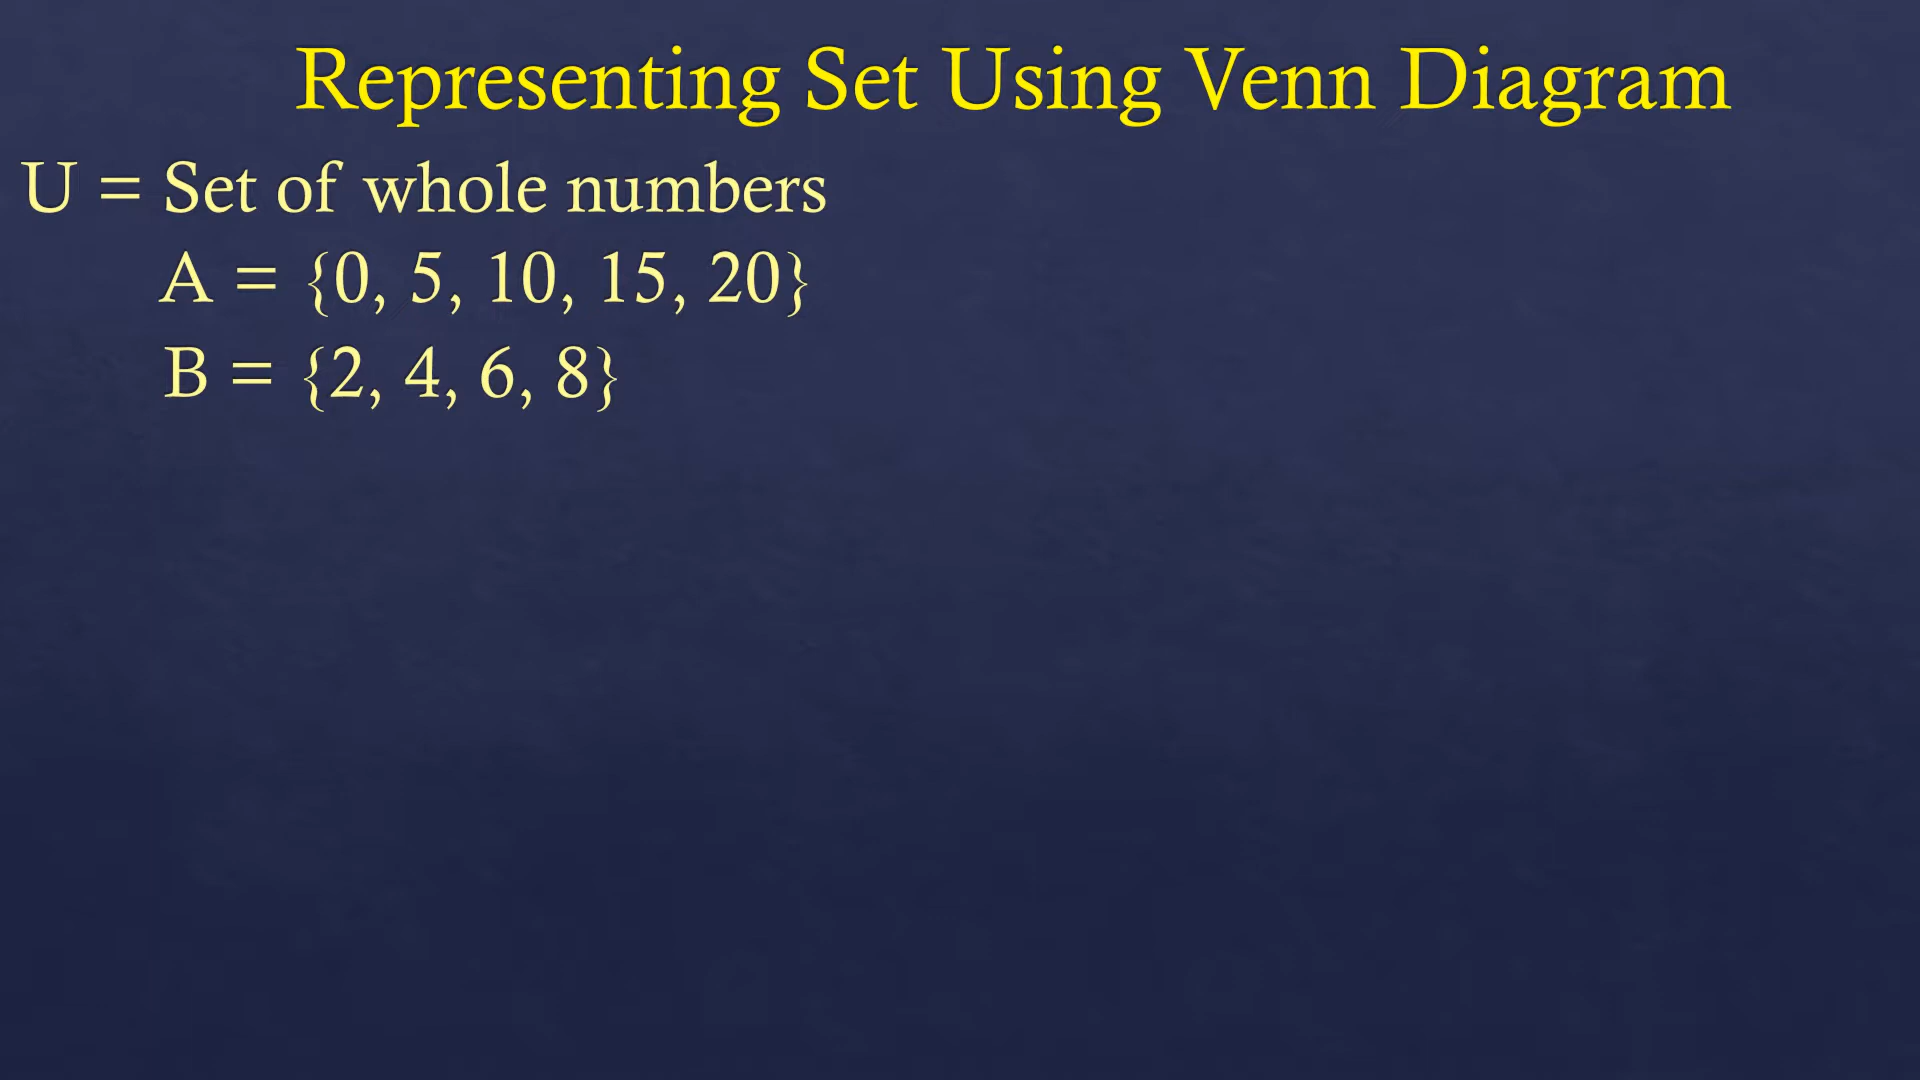 Representing Set Using Venn Diagram
U = Set of whole numbers
A = {0, 5, 10, 15, 20}
B = {2, 4, 6, 8}